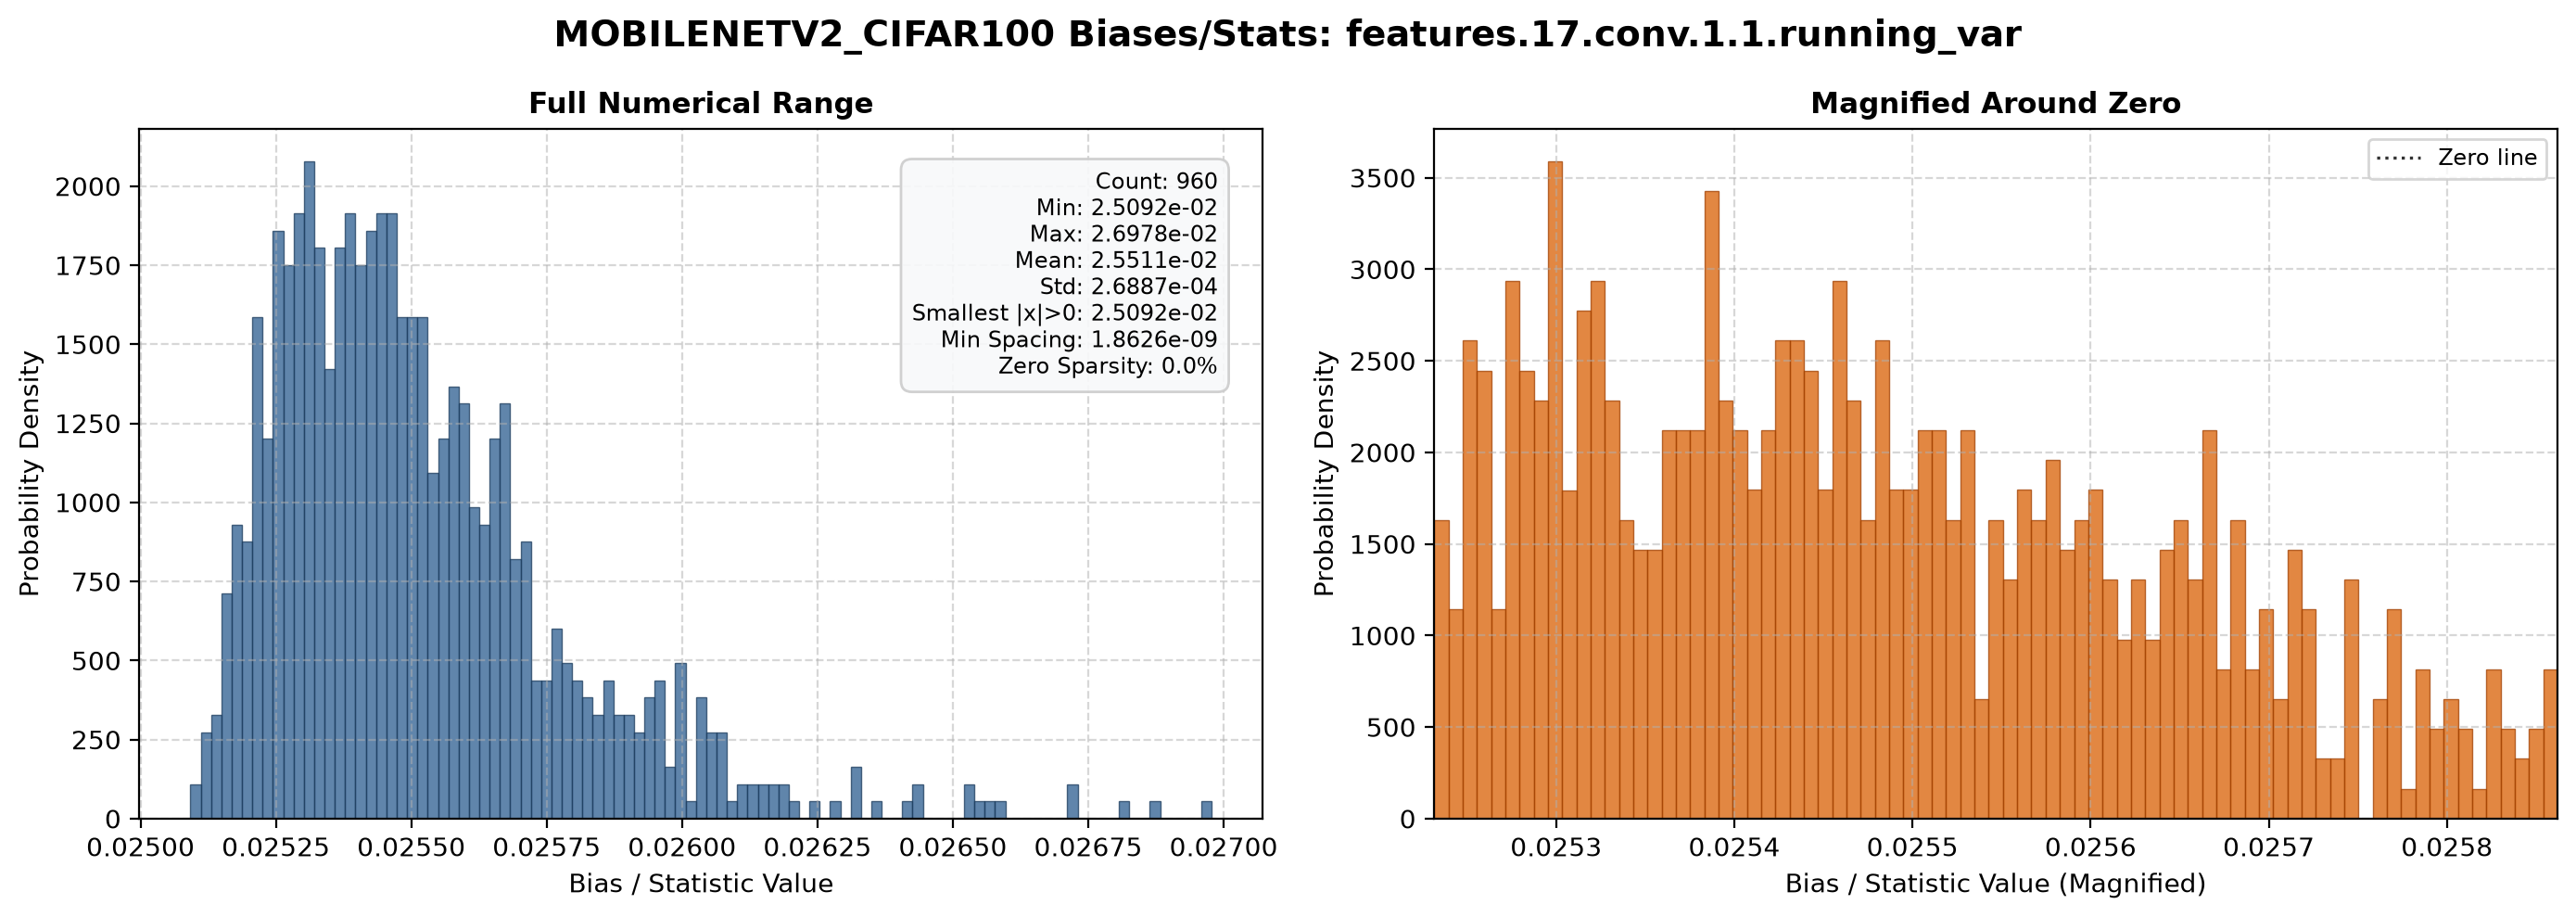 MOBILENETV2_CIFAR100 Biases/Stats: features.17.conv.1.1.running_var
Full Numerical Range
Probability Density
2000
1750
1500
1250
1000
750
500
250
0
Count: 960
Min: 2.5092e-02
Max: 2.6978e-02
Mean: 2.5511e-02
Std: 2.6887e-04
Smallest |x|>0: 2.5092e-02
Min Spacing: 1.8626e-09
Zero Sparsity: 0.0%
0.02500 0.02525 0.02550 0.02575 0.02600 0.02625 0.02650 0.02675 0.02700
Bias / Statistic Value
Magnified Around Zero
Zero line
Probability Density
3500
3000
2500
2000
1500
1000
500
0
0.0253 0.0254 0.0255 0.0256 0.0257 0.0258
Bias / Statistic Value (Magnified)